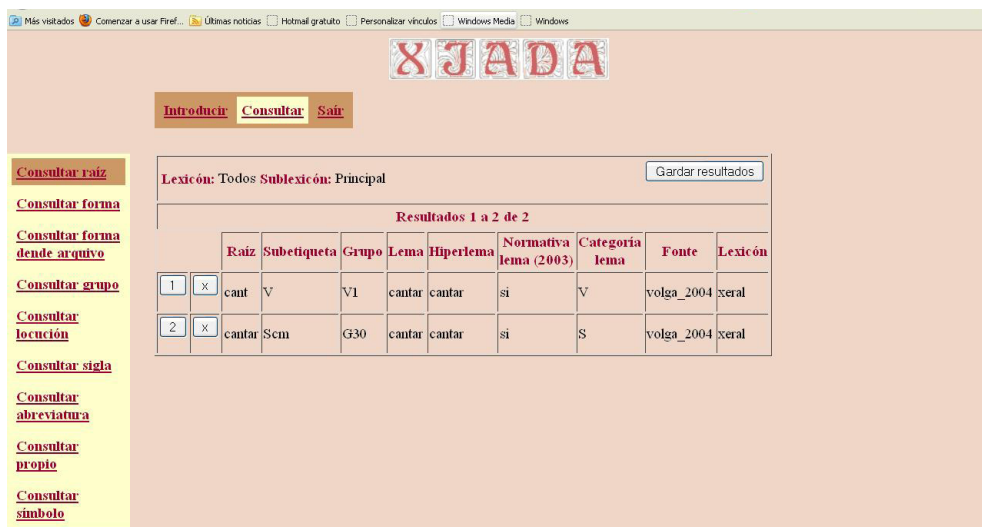 Más visitados Comenzar a usar Firef... Últimas noticias Hotmail gratuito Personalizar vínculos Windows Media Windows
XIADA
Introducir Consultar Saír
Consultar raíz
Consultar forma
Consultar forma
dende arquivo
Consultar grupo
Consultar
locución
Consultar sigla
Consultar
abreviatura
Consultar
propio
Consultar
símbolo
Lexicón: Todos Sublexicón: Principal Gardar resultados
Resultados 1 a 2 de 2
Raíz Subetiqueta Grupo Lema Hiperlema Normativa lema (2003) Categoría lema Fonte Lexicón
1 x cant V V1 cantar cantar si V volga_2004 xeral
2 x cantar Scm G30 cantar cantar si S volga_2004 xeral